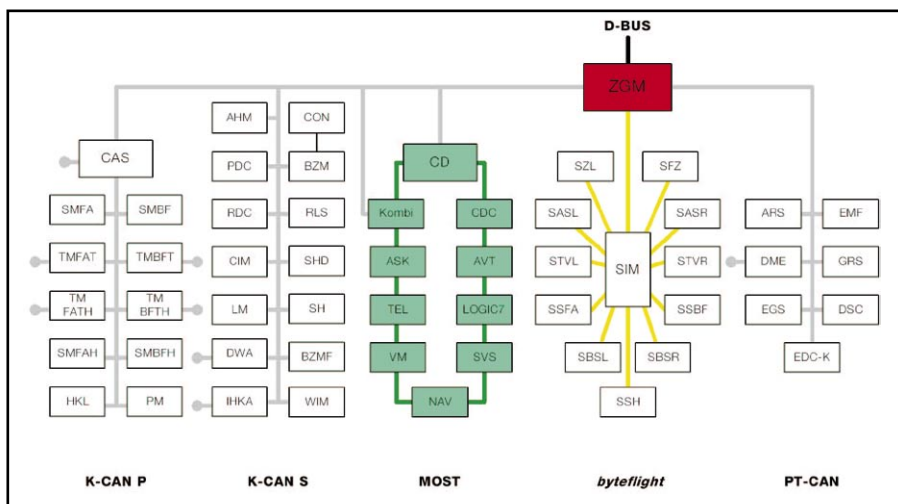 D-BUS
ZGM
CAS
SMFA SMBF
TMFAT TMBFT
TM FATH
TM BFTH
SMFAH SMBFH
HKL PM
AHM CON
PDC BZM
RDC RLS
CIM SHD
LM SH
DWA BZMF
IHKA WIM
CD
Kombi CDC
ASK AVT
TEL LOGIC7
VM SVS
NAV
SZL SFZ
SASL SASR
SIM
STVL STVR
SSFA SSBF
SBSL SBSR
SSH
ARS EMF
DME GRS
EGS DSC
EDC-K
K-CAN P K-CAN S MOST byteflight PT-CAN